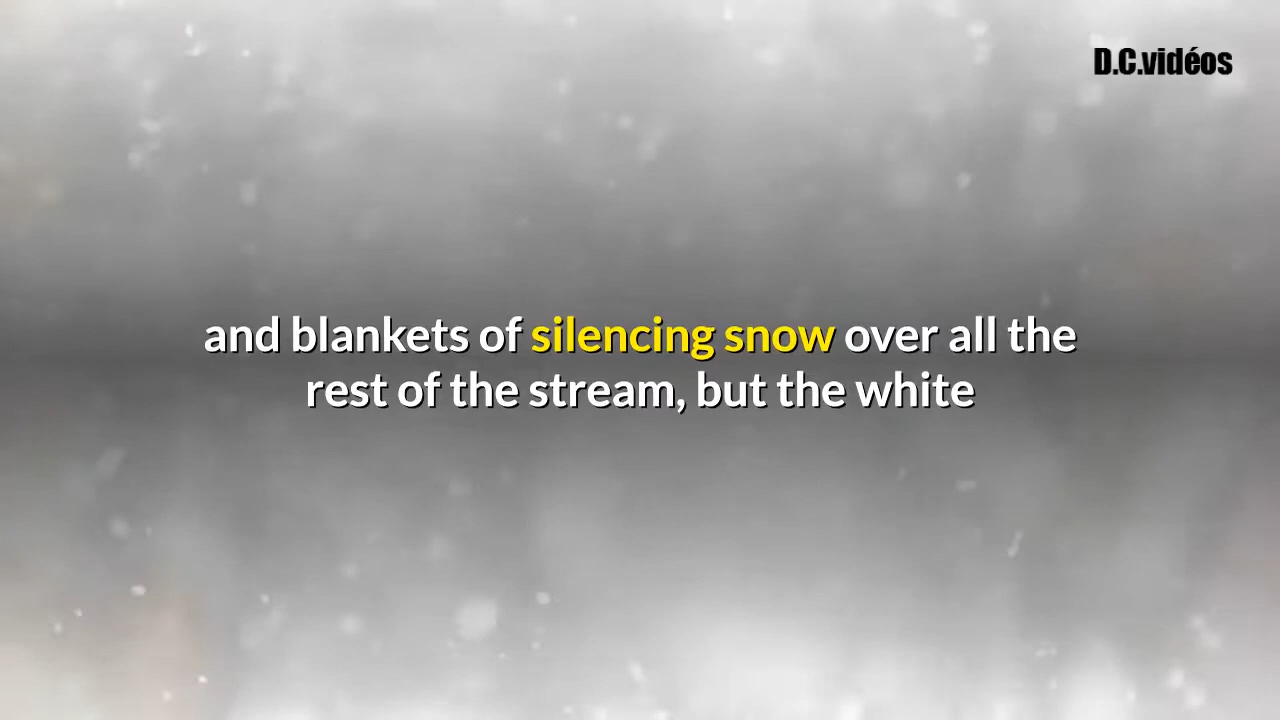 D.C.vidéos
and blankets of silencing snow over all the
rest of the stream, but the white